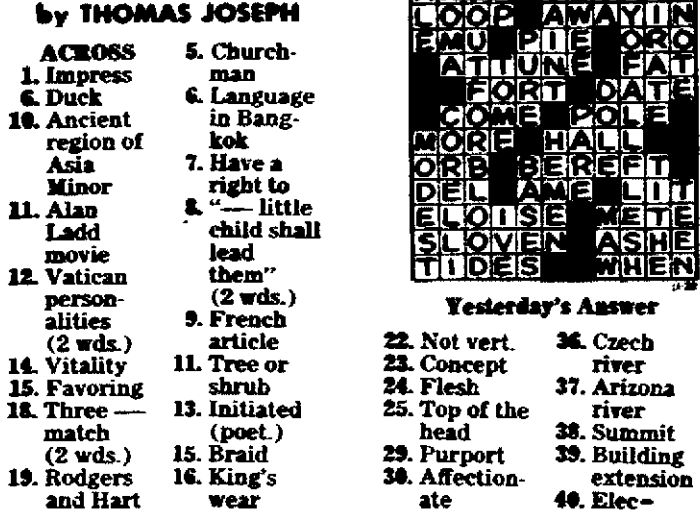 by THOMAS JOSEPH
ACROSS
1. Impress
6. Duck
10. Ancient
region of
Asia
Minor
11. Alan
Ladd
movie
12. Vatican
person-
alities
(2 wds.)
14. Vitality
15. Favoring
18. Three —
match
(2 wds.)
19. Rodgers
and Hart
5. Church-
man
6. Language
in Bang-
kok
7. Have a
right to
8. "— little
child shall
lead
them"
(2 wds.)
9. French
article
11. Tree or
shrub
13. Initiated
(poet.)
15. Braid
16. King's
wear
LOOP AWAYIN
EMU PIE ORO
ATTUNE FAT
FORT DATE
COME POLE
MORE HALL
ORB BEREFT
DEL AME LIT
ELOISE METE
SLOVEN ASHE
TIDES WHEN
Yesterday's Answer
22. Not vert.
23. Concept
24. Flesh
25. Top of the
head
29. Purport
30. Affection-
ate
36. Czech
river
37. Arizona
river
38. Summit
39. Building
extension
40. Elec-